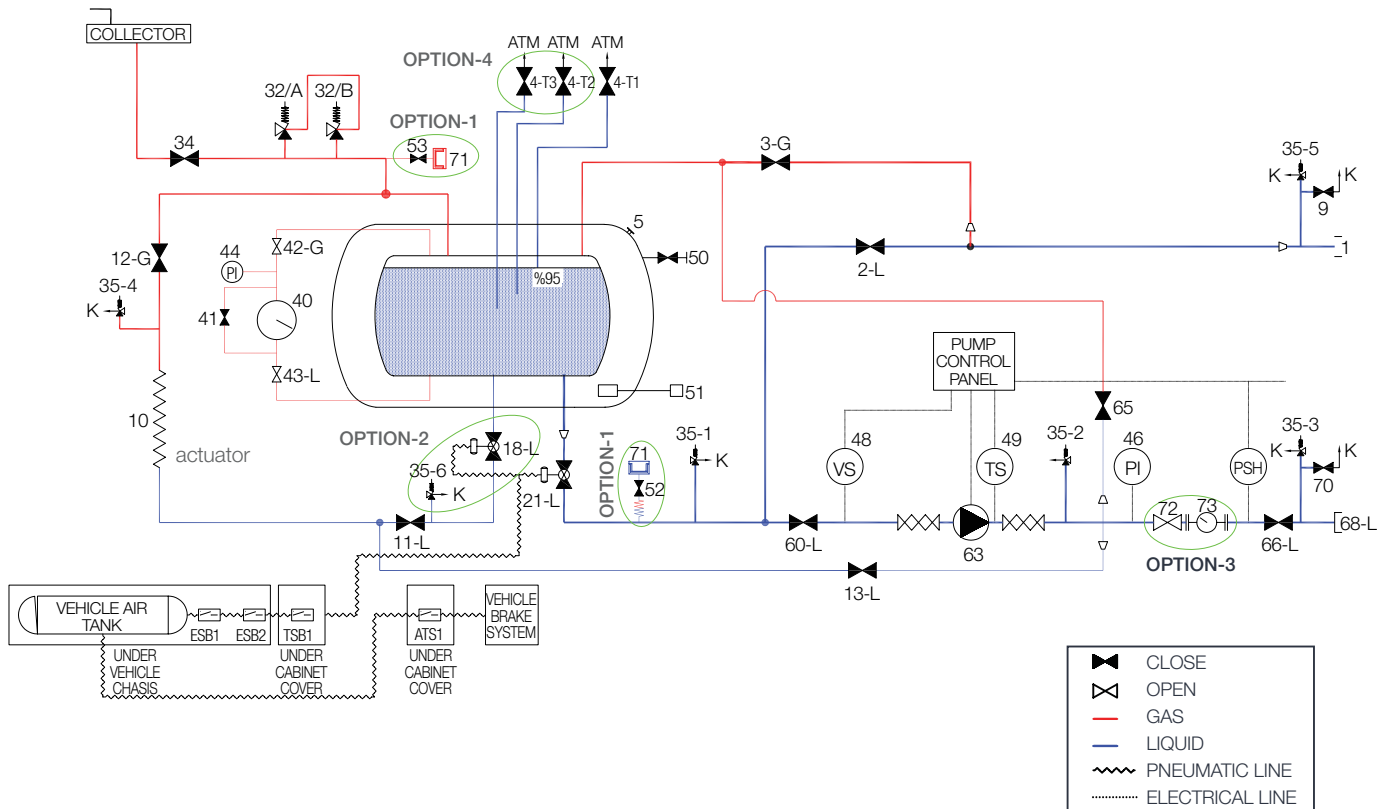 COLLECTOR
ATM ATM ATM
OPTION-4
4-T3 4-T2 4-T1
32/A 32/B
OPTION-1
34
53
71
3-G
35-5
K K
9
1
2-L
5
50
12-G
44
PI
42-G
35-4
K
41
40
43-L
%95
10
actuator
51
OPTION-2
18-L
35-6
K
21-L
11-L
OPTION-1
71
52
35-1
K
PUMP
CONTROL
PANEL
65
48
VS
49
TS
35-2
46
PI
72
73
PSH
35-3
K K
70
60-L
63
66-L
68-L
OPTION-3
13-L
VEHICLE AIR
TANK
ESB1
ESB2
TSB1
ATS1
VEHICLE
BRAKE
SYSTEM
UNDER
VEHICLE
CHASIS
UNDER
CABINET
COVER
UNDER
CABINET
COVER
CLOSE
OPEN
GAS
LIQUID
PNEUMATIC LINE
ELECTRICAL LINE